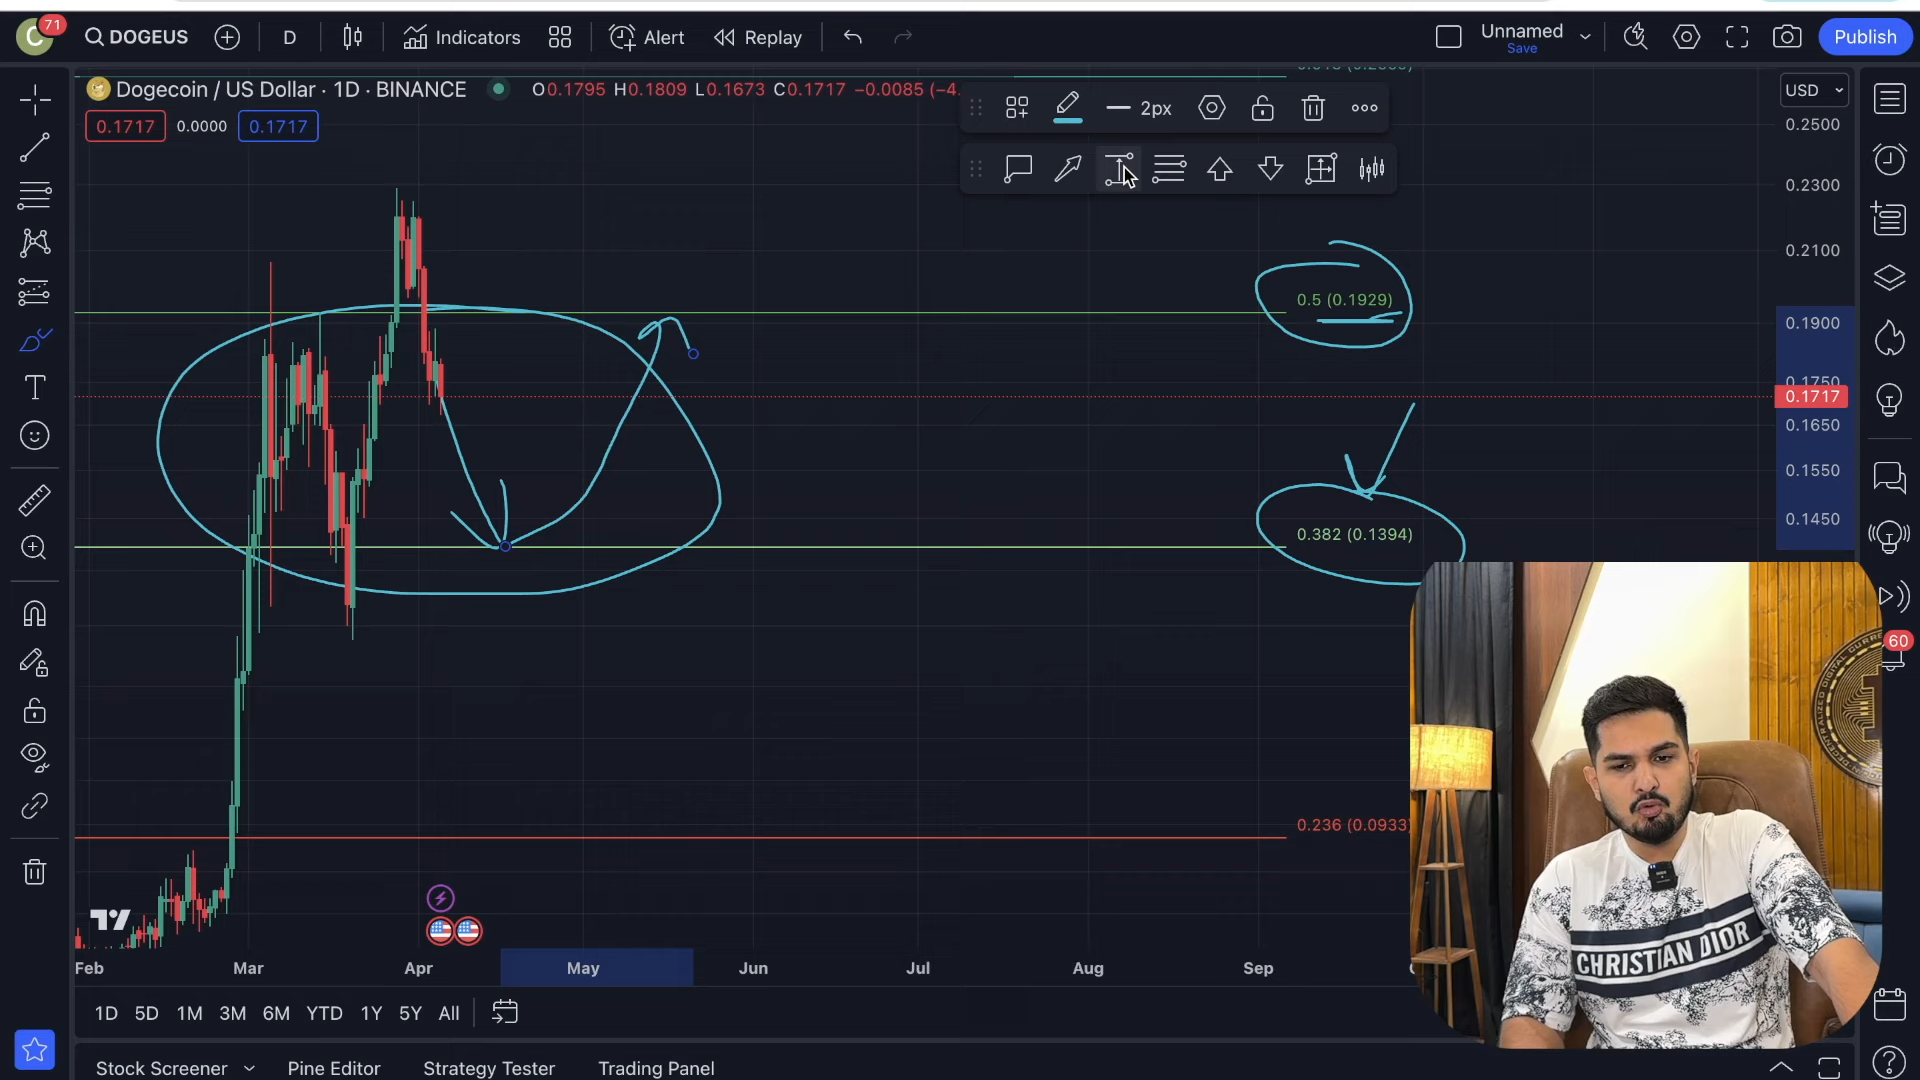 C
71
DOGEUS
D
Indicators
Alert
Replay
Unnamed
Save
Publish
Dogecoin / US Dollar · 1D · BINANCE
O0.1795 H0.1809 L0.1673 C0.1717 −0.0085 (−4.
0.1717
0.0000
0.1717
2px
USD
0.2500
0.2300
0.2100
0.5 (0.1929)
0.1900
0.1750
0.1717
0.1650
0.1550
0.1450
0.382 (0.1394)
60
0.236 (0.0933)
T
CHRISTIAN DIOR
Feb
Mar
Apr
May
Jun
Jul
Aug
Sep
1D
5D
1M
3M
6M
YTD
1Y
5Y
All
Stock Screener
Pine Editor
Strategy Tester
Trading Panel